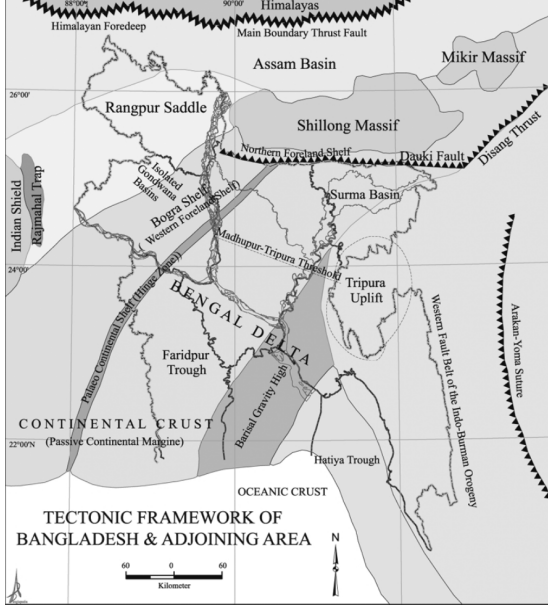 88°00'
90°00'
Himalayas
Himalayan Foredeep
Main Boundary Thrust Fault
Assam Basin
Mikir Massif
26°00'
Rangpur Saddle
Shillong Massif
Disang Thrust
Northern Foreland Shelf
Dauki Fault
Indian Shield
Rajmahal Trap
Isolated
Gondwana
Basins
Bogra Shelf
(Western Foreland Shelf)
Surma Basin
Madhupur-Tripura Threshold
24°00'
Palaeo Continental Shelf (Hinge Zone))
BENGAL DELTA
Tripura
Uplift
Western Fault Belt of the Indo-Burman Orogeny
Arakan-Yoma Suture
Faridpur
Trough
Barisal Gravity High
CONTINENTAL CRUST
(Passive Continental Margine)
22°00'N
Hatiya Trough
OCEANIC CRUST
TECTONIC FRAMEWORK OF
BANGLADESH & ADJOINING AREA
N
60 0 60
Kilometer